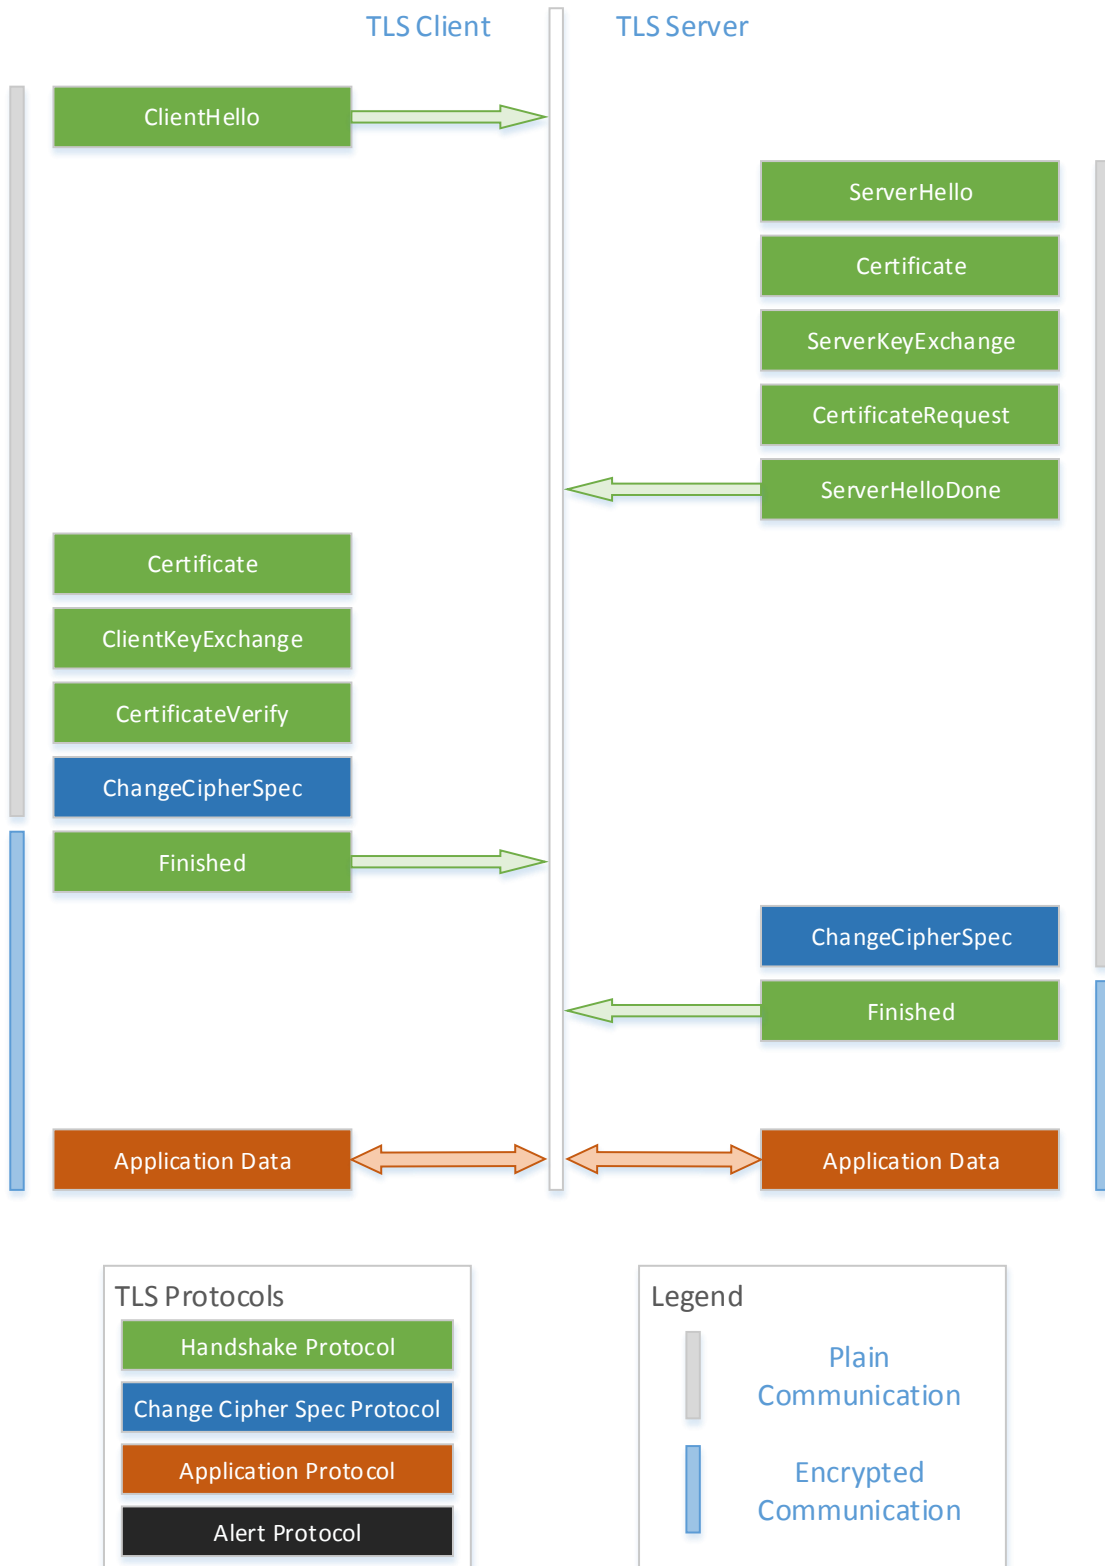 TLS Client
TLS Server
ClientHello
ServerHello
Certificate
ServerKeyExchange
CertificateRequest
ServerHelloDone
Certificate
ClientKeyExchange
CertificateVerify
ChangeCipherSpec
Finished
ChangeCipherSpec
Finished
Application Data
Application Data
TLS Protocols
Handshake Protocol
Change Cipher Spec Protocol
Application Protocol
Alert Protocol
Legend
Plain
Communication
Encrypted
Communication